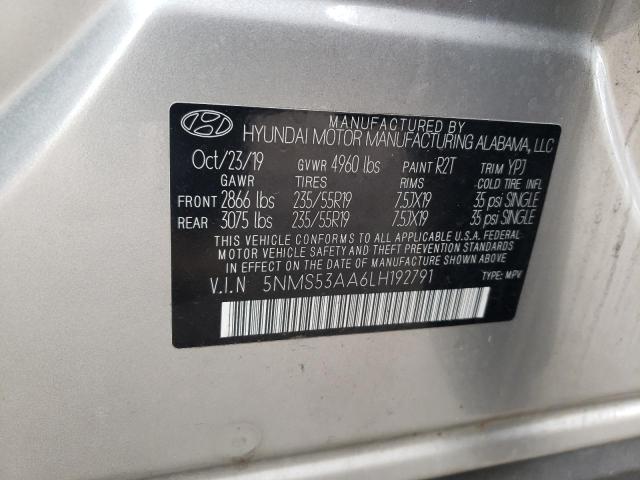 MANUFACTURED BY
HYUNDAI MOTOR MANUFACTURING ALABAMA, LLC
Oct/23/19 GVWR 4960 lbs PAINT R2T TRIM YPJ
GAWR TIRES RIMS COLD TIRE INFL
FRONT 2866 lbs 235/55R19 7.5JX19 35 psi SINGLE
REAR 3075 lbs 235/55R19 7.5JX19 35 psi SINGLE
THIS VEHICLE CONFORMS TO ALL APPLICABLE U.S.A. FEDERAL
MOTOR VEHICLE SAFETY AND THEFT PREVENTION STANDARDS
IN EFFECT ON THE DATE OF MANUFACTURE SHOWN ABOVE.
V.I.N 5NMS53AA6LH192791 TYPE: MPV